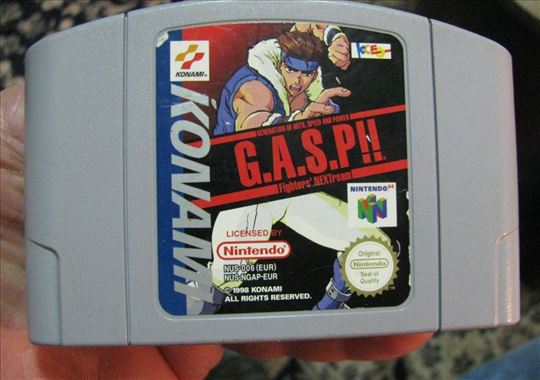 KONAMI
KCEO
KONAMI
GENERATION OF ARTS, SPEED AND POWER
G.A.S.P!!
Fighters' NEXTream
NINTENDO 64
N
LICENSED BY
Nintendo
NUS-006 (EUR)
NUS-NGAP-EUR
© 1998 KONAMI
ALL RIGHTS RESERVED.
Original
Nintendo
Seal of
Quality